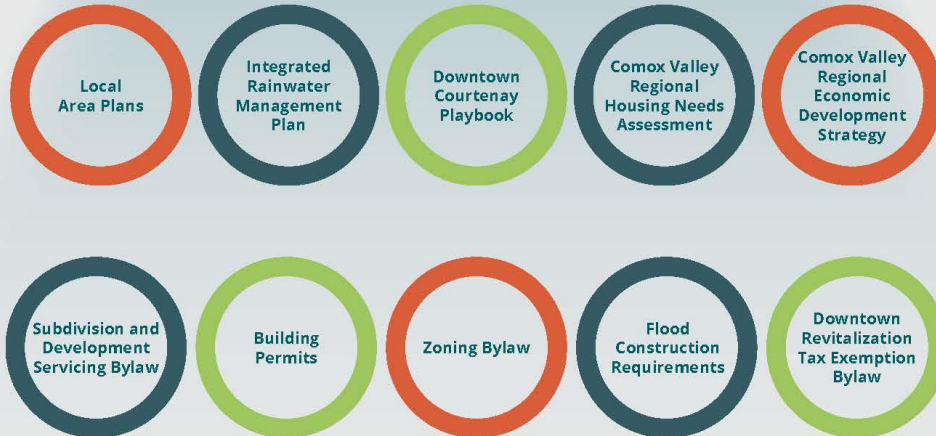 Local
Area Plans
Integrated
Rainwater
Management
Plan
Downtown
Courtenay
Playbook
Comox Valley
Regional
Housing Needs
Assessment
Comox Valley
Regional
Economic
Development
Strategy
Subdivision and
Development
Servicing Bylaw
Building
Permits
Zoning Bylaw
Flood
Construction
Requirements
Downtown
Revitalization
Tax Exemption
Bylaw